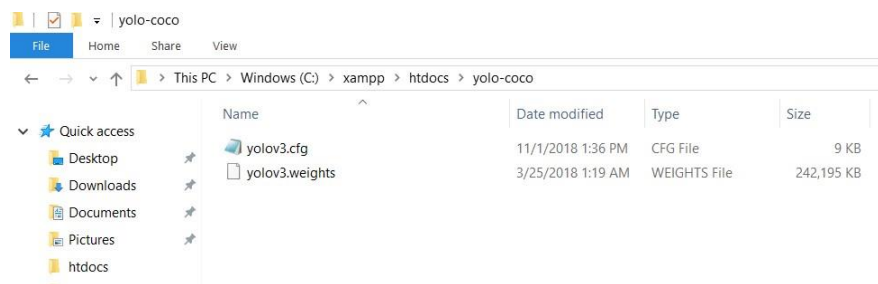 yolo-coco
File Home Share View
This PC > Windows (C:) > xampp > htdocs > yolo-coco
Name Date modified Type Size
Quick access
Desktop
Downloads
Documents
Pictures
htdocs
yolov3.cfg 11/1/2018 1:36 PM CFG File 9 KB
yolov3.weights 3/25/2018 1:19 AM WEIGHTS File 242,195 KB